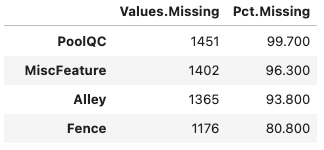 Values.Missing Pct.Missing
PoolQC 1451 99.700
MiscFeature 1402 96.300
Alley 1365 93.800
Fence 1176 80.800